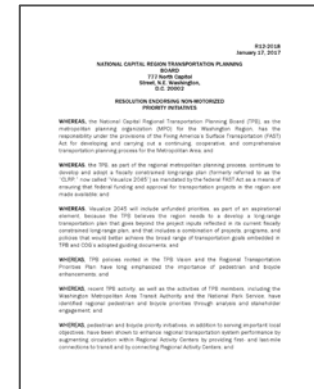 R12-2018
January 17, 2017
NATIONAL CAPITAL REGION TRANSPORTATION PLANNING
BOARD
777 North Capital
Street, N.E. Washington,
D.C. 20002
RESOLUTION ENDORSING NON-MOTORIZED
PRIORITY INITIATIVES
WHEREAS, the National Capital Regional Transportation Planning Board (TPB), as the
metropolitan planning organization (MPO) for the Washington Region, has the
responsibility under the provisions of the Fixing America's Surface Transportation (FAST)
Act for developing and carrying out a continuing, cooperative, and comprehensive
transportation planning process for the Metropolitan Area; and
WHEREAS, the TPB, as part of the regional metropolitan planning process, continues to
develop and adopt a fiscally constrained long-range plan (formerly referred to as the
"CLRP," now called "Visualize 2045") as mandated by the federal FAST Act as a means of
ensuring that federal funding and approval for transportation projects in the region are
made available; and
WHEREAS, Visualize 2045 will include unfunded priorities, as part of an aspirational
element, because the TPB believes the region needs to a develop a long-range
transportation plan that goes beyond the project inputs reflected in its current fiscally
constrained long-range plan, and that includes a combination of projects, programs, and
policies that would better achieve the broad range of transportation goals embedded in
TPB and COG's adopted guiding documents; and
WHEREAS, TPB policies rooted in the TPB Vision and the Regional Transportation
Priorities Plan have long emphasized the importance of pedestrian and bicycle
enhancements; and
WHEREAS, recent TPB activity, as well as the activities of TPB members, including the
Washington Metropolitan Area Transit Authority and the National Park Service, have
identified regional pedestrian and bicycle priorities through analysis and stakeholder
engagement; and
WHEREAS, pedestrian and bicycle priority initiatives, in addition to serving important local
objectives, have been shown to enhance regional transportation system performance by
augmenting circulation within Regional Activity Centers by providing first- and last-mile
connections to transit and by connecting Regional Activity Centers; and